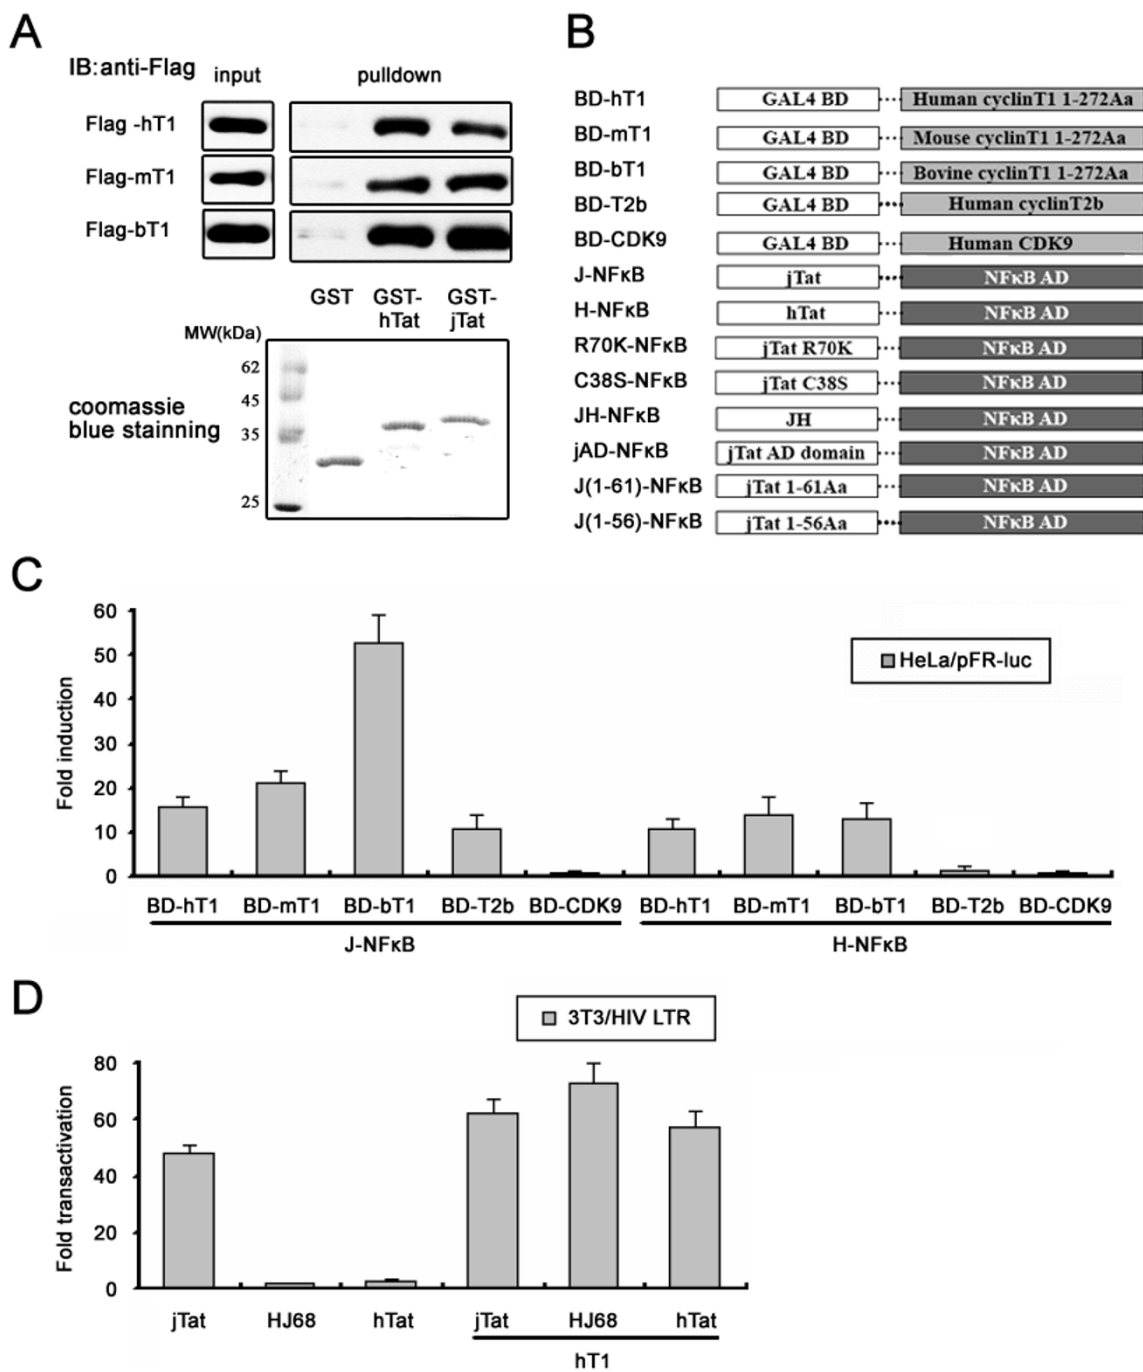 A
IB:anti-Flag
input
pulldown
Flag -hT1
Flag-mT1
Flag-bT1
GST
GST-
hTat
GST-
jTat
MW(kDa)
62
45
35
25
coomassie
blue stainning
B
BD-hT1 GAL4 BD Human cyclinT1 1-272Aa
BD-mT1 GAL4 BD Mouse cyclinT1 1-272Aa
BD-bT1 GAL4 BD Bovine cyclinT1 1-272Aa
BD-T2b GAL4 BD Human cyclinT2b
BD-CDK9 GAL4 BD Human CDK9
J-NFκB jTat NFκB AD
H-NFκB hTat NFκB AD
R70K-NFκB jTat R70K NFκB AD
C38S-NFκB jTat C38S NFκB AD
JH-NFκB JH NFκB AD
jAD-NFκB jTat AD domain NFκB AD
J(1-61)-NFκB jTat 1-61Aa NFκB AD
J(1-56)-NFκB jTat 1-56Aa NFκB AD
C
Fold induction
60
50
40
30
20
10
0
HeLa/pFR-luc
BD-hT1 BD-mT1 BD-bT1 BD-T2b BD-CDK9 BD-hT1 BD-mT1 BD-bT1 BD-T2b BD-CDK9
J-NFκB H-NFκB
D
3T3/HIV LTR
Fold transactivation
80
60
40
20
0
jTat HJ68 hTat jTat HJ68 hTat
hT1